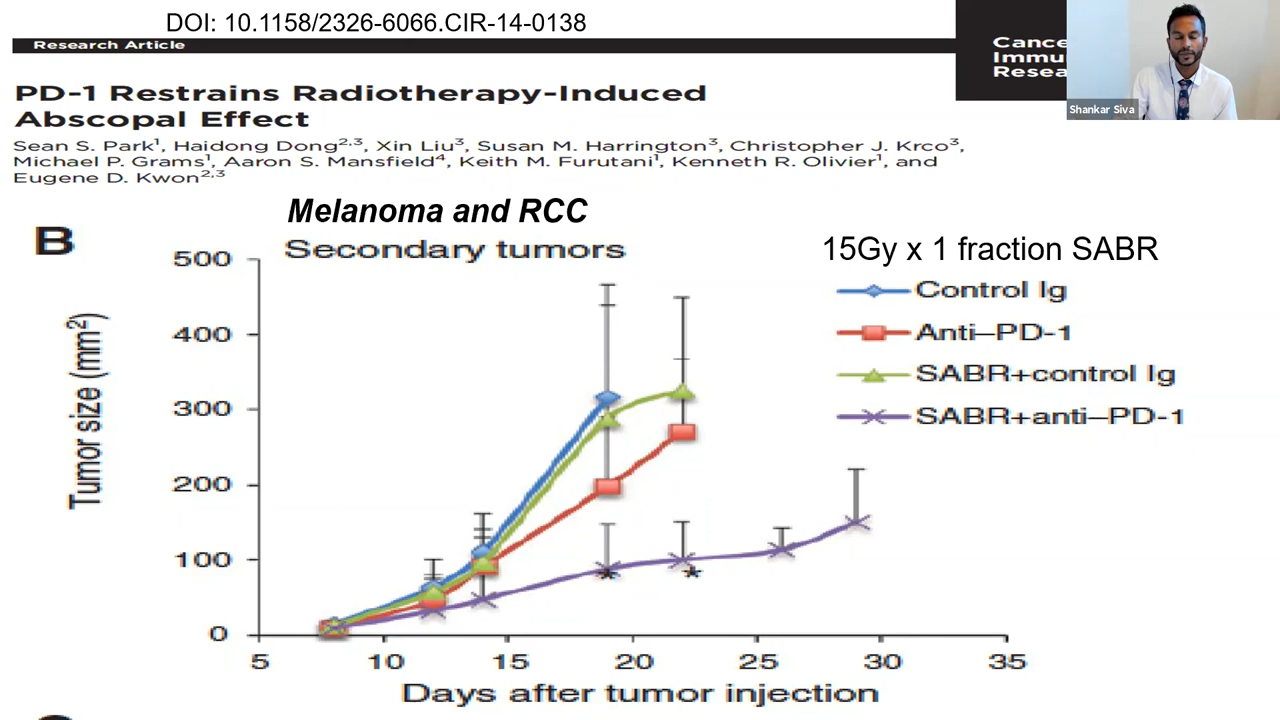 DOI: 10.1158/2326-6066.CIR-14-0138
Research Article
Cance
Immu
Resea
Shankar Siva
PD-1 Restrains Radiotherapy-Induced
Abscopal Effect
Sean S. Park¹, Haidong Dong²,³, Xin Liu³, Susan M. Harrington³, Christopher J. Krco³,
Michael P. Grams¹, Aaron S. Mansfield⁴, Keith M. Furutani¹, Kenneth R. Olivier¹, and
Eugene D. Kwon²,³
Melanoma and RCC
B
Secondary tumors
15Gy x 1 fraction SABR
Control Ig
Anti–PD-1
SABR+control Ig
SABR+anti–PD-1
Tumor size (mm²)
500
400
300
200
100
0
* *
5 10 15 20 25 30 35
Days after tumor injection